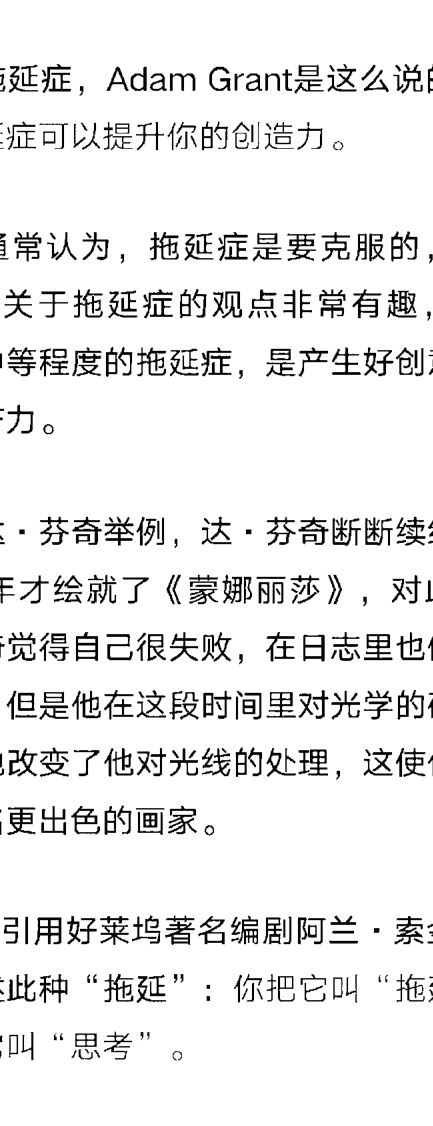 延症，Adam Grant是这么说
症可以提升你的创造力。
常认为，拖延症是要克服的，
关于拖延症的观点非常有趣，
等程度的拖延症，是产生好创
力。
·芬奇举例，达·芬奇断断续
年才绘就了《蒙娜丽莎》，对
觉得自己很失败，在日志里也
但是他在这段时间里对光学的
改变了他对光线的处理，这使
更出色的画家。
引用好莱坞著名编剧阿兰·索
此种“拖延”：你把它叫“拖
叫“思考”。